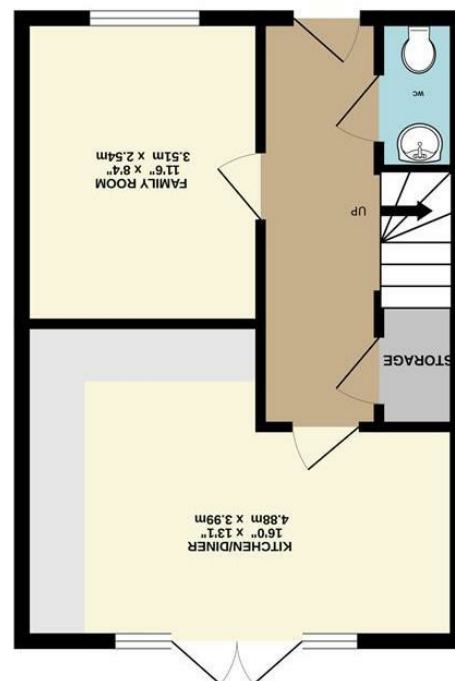 KITCHEN/DINER
16'0" x 13'1"
4.88m x 3.99m
STORAGE
UP
FAMILY ROOM
11'6" x 8'4"
3.51m x 2.54m
WC